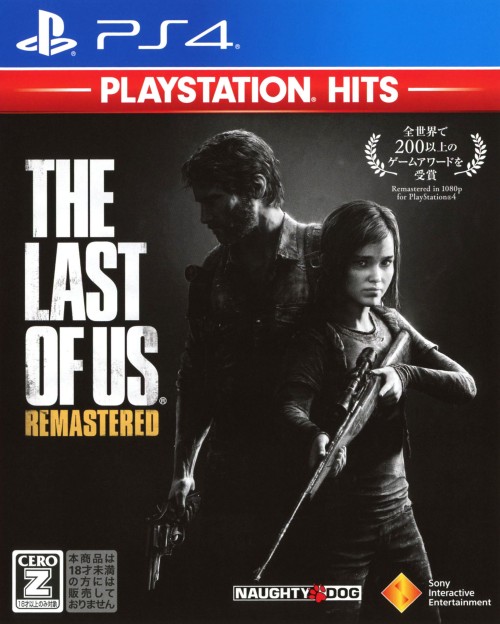 PS4
PLAYSTATION® HITS
全世界で
200以上の
ゲームアワードを
受賞
Remastered in 1080p
for PlayStation®4
THE
LAST
OF US®
REMASTERED
CERO
Z
18才以上のみ対象
本商品は
18才未満
の方には
販売して
おりません
NAUGHTY DOG
Sony
Interactive
Entertainment